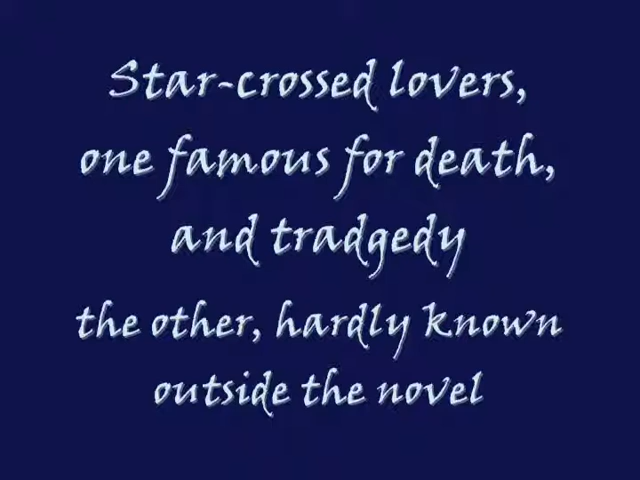 Star-crossed lovers,
one famous for death,
and tradgedy
the other, hardly known
outside the novel